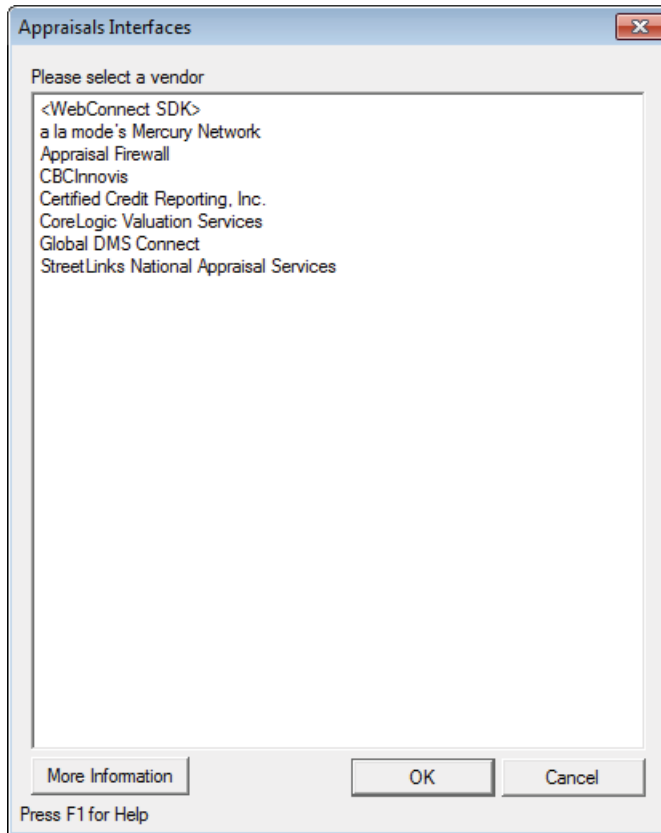 Appraisals Interfaces
Please select a vendor
<WebConnect SDK>
a la mode's Mercury Network
Appraisal Firewall
CBCInnovis
Certified Credit Reporting, Inc.
CoreLogic Valuation Services
Global DMS Connect
StreetLinks National Appraisal Services
More Information
OK
Cancel
Press F1 for Help